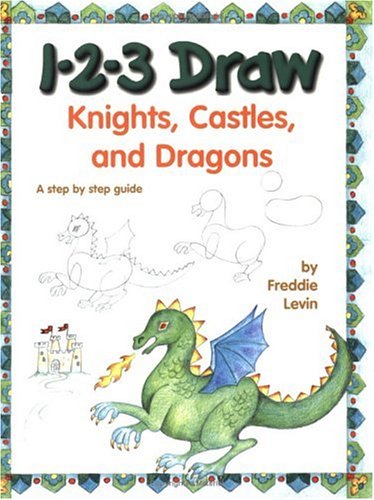 1-2-3 Draw
Knights, Castles,
and Dragons
A step by step guide
by
Freddie
Levin